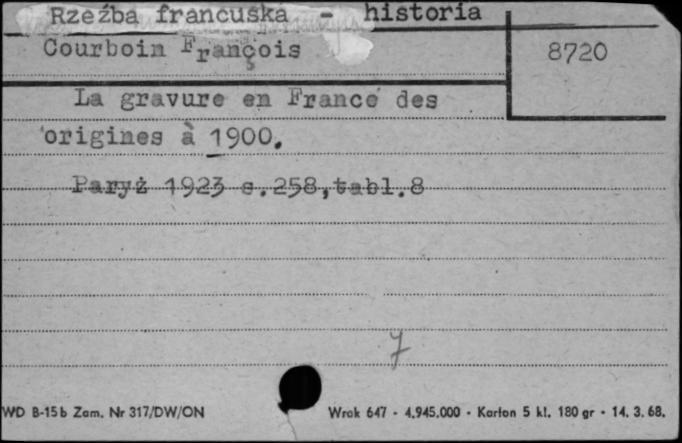 Rzeźba francuska - historia
Courboin François
8720
La gravure en France des
origines à 1900.
Paryż 1923 s.258,tabl.8
7
WD B-15b Zam. Nr 317/DW/ON
Wrak 647 - 4.945.000 - Karton 5 kl. 180 gr - 14. 3. 68.